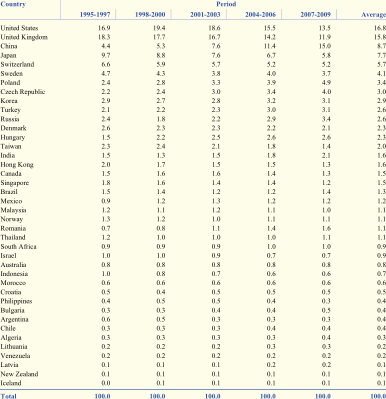 Country Period
1995-1997 1998-2000 2001-2003 2004-2006 2007-2009 Average
United States 16.9 19.4 18.6 15.5 13.5 16.8
United Kingdom 18.3 17.7 16.7 14.2 11.9 15.8
China 4.4 5.3 7.6 11.4 15.0 8.7
Japan 9.7 8.8 7.6 6.7 5.8 7.7
Switzerland 6.6 5.9 5.7 5.2 5.2 5.7
Sweden 4.7 4.3 3.8 4.0 3.7 4.1
Poland 2.4 2.8 3.3 3.9 4.9 3.4
Czech Republic 2.2 2.4 3.0 3.4 4.0 3.0
Korea 2.9 2.7 2.8 3.2 3.1 2.9
Turkey 2.1 2.2 2.3 3.0 3.1 2.6
Russia 2.4 1.8 2.2 2.9 3.4 2.6
Denmark 2.6 2.3 2.3 2.2 2.1 2.3
Hungary 1.5 2.2 2.5 2.6 2.6 2.3
Taiwan 2.3 2.4 2.1 1.8 1.4 2.0
India 1.5 1.3 1.5 1.8 2.1 1.6
Hong Kong 2.0 1.7 1.5 1.5 1.3 1.6
Canada 1.5 1.6 1.6 1.4 1.3 1.5
Singapore 1.8 1.6 1.4 1.4 1.2 1.5
Brazil 1.5 1.4 1.2 1.2 1.4 1.3
Mexico 0.9 1.2 1.3 1.2 1.2 1.2
Malaysia 1.2 1.1 1.2 1.1 1.0 1.1
Norway 1.3 1.2 1.0 1.1 1.1 1.1
Romania 0.7 0.8 1.1 1.4 1.6 1.1
Thailand 1.2 1.0 1.0 1.0 1.1 1.1
South Africa 0.9 0.9 0.9 1.0 1.0 0.9
Israel 1.0 1.0 0.9 0.7 0.7 0.9
Australia 0.8 0.8 0.8 0.8 0.8 0.8
Indonesia 1.0 0.8 0.7 0.6 0.6 0.7
Morocco 0.6 0.6 0.6 0.6 0.6 0.6
Croatia 0.5 0.4 0.5 0.5 0.5 0.5
Philippines 0.4 0.5 0.5 0.4 0.3 0.4
Bulgaria 0.3 0.3 0.4 0.4 0.5 0.4
Argentina 0.6 0.5 0.3 0.3 0.3 0.4
Chile 0.3 0.3 0.3 0.4 0.4 0.4
Algeria 0.3 0.3 0.3 0.3 0.4 0.3
Lithuania 0.2 0.2 0.2 0.3 0.3 0.2
Venezuela 0.2 0.2 0.2 0.2 0.2 0.2
Latvia 0.1 0.1 0.1 0.2 0.2 0.1
New Zealand 0.1 0.1 0.1 0.1 0.1 0.1
Iceland 0.0 0.1 0.1 0.1 0.1 0.1
Total 100.0 100.0 100.0 100.0 100.0 100.0